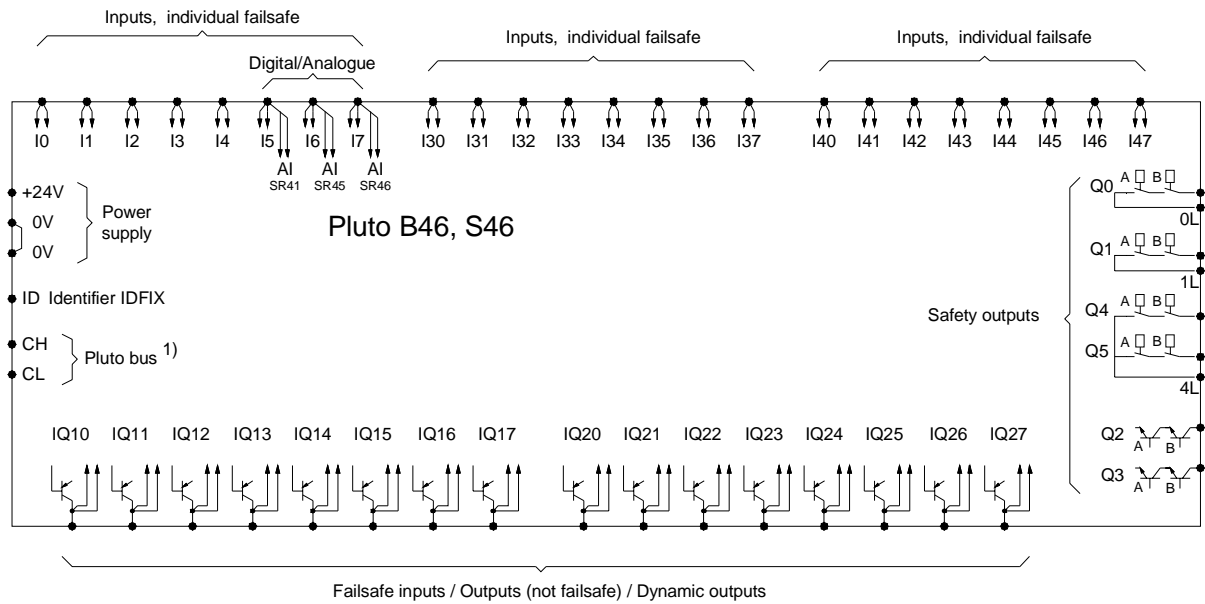 Inputs, individual failsafe
Inputs, individual failsafe
Inputs, individual failsafe
Digital/Analogue
I0 I1 I2 I3 I4 I5 I6 I7 I30 I31 I32 I33 I34 I35 I36 I37 I40 I41 I42 I43 I44 I45 I46 I47
AI AI AI
SR41 SR45 SR46
+24V
0V
0V
Power
supply
Pluto B46, S46
ID Identifier IDFIX
CH
CL
Pluto bus 1)
Safety outputs
Q0 A B
0L
Q1 A B
1L
Q4 A B
Q5 A B
4L
Q2 A B
Q3 A B
IQ10 IQ11 IQ12 IQ13 IQ14 IQ15 IQ16 IQ17 IQ20 IQ21 IQ22 IQ23 IQ24 IQ25 IQ26 IQ27
Failsafe inputs / Outputs (not failsafe) / Dynamic outputs